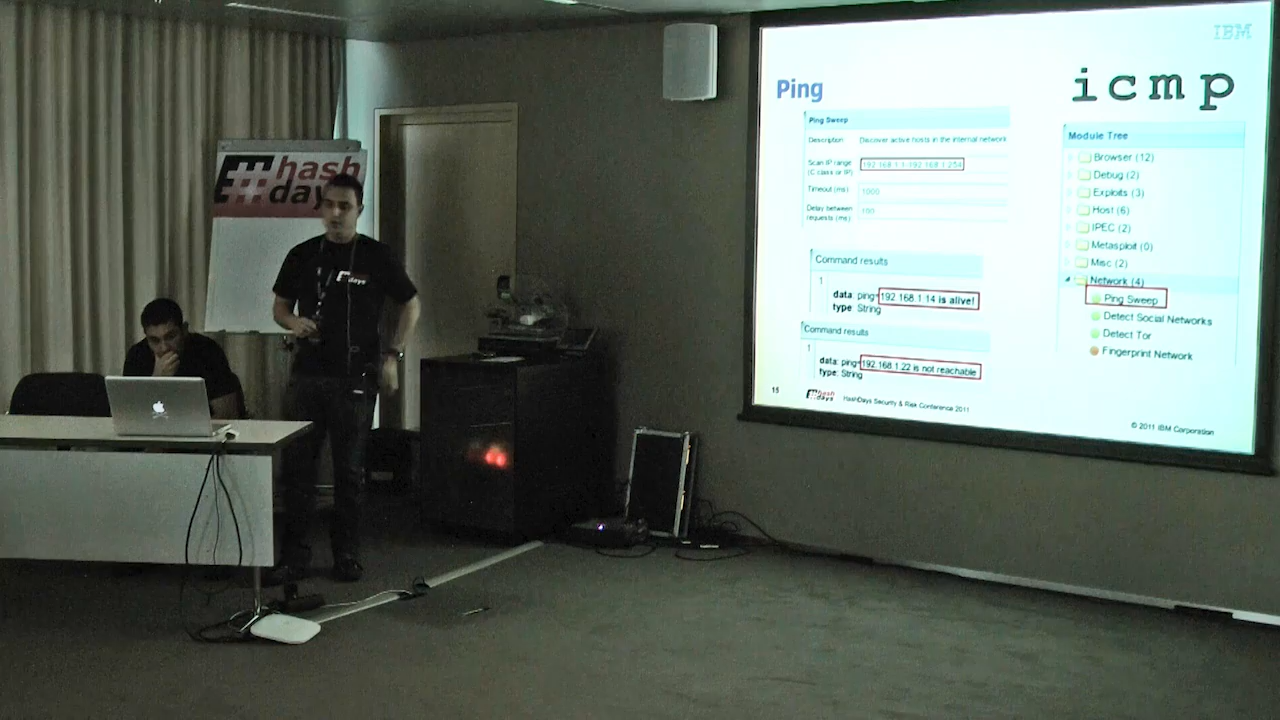 hash
days
days
IBM
Ping
icmp
Ping Sweep
Description: Discover active hosts in the internal network
Scan IP range
(C class or IP)
192.168.1.1-192.168.1.254
Timeout (ms)
1000
Delay between
requests (ms)
100
Command results
1
data: ping=192.168.1.14 is alive!
type: String
Command results
1
data: ping=192.168.1.22 is not reachable
type: String
Module Tree
Browser (12)
Debug (2)
Exploits (3)
Host (6)
IPEC (2)
Metasploit (0)
Misc (2)
Network (4)
Ping Sweep
Detect Social Networks
Detect Tor
Fingerprint Network
15
hash
days
HashDays Security & Risk Conference 2011
© 2011 IBM Corporation